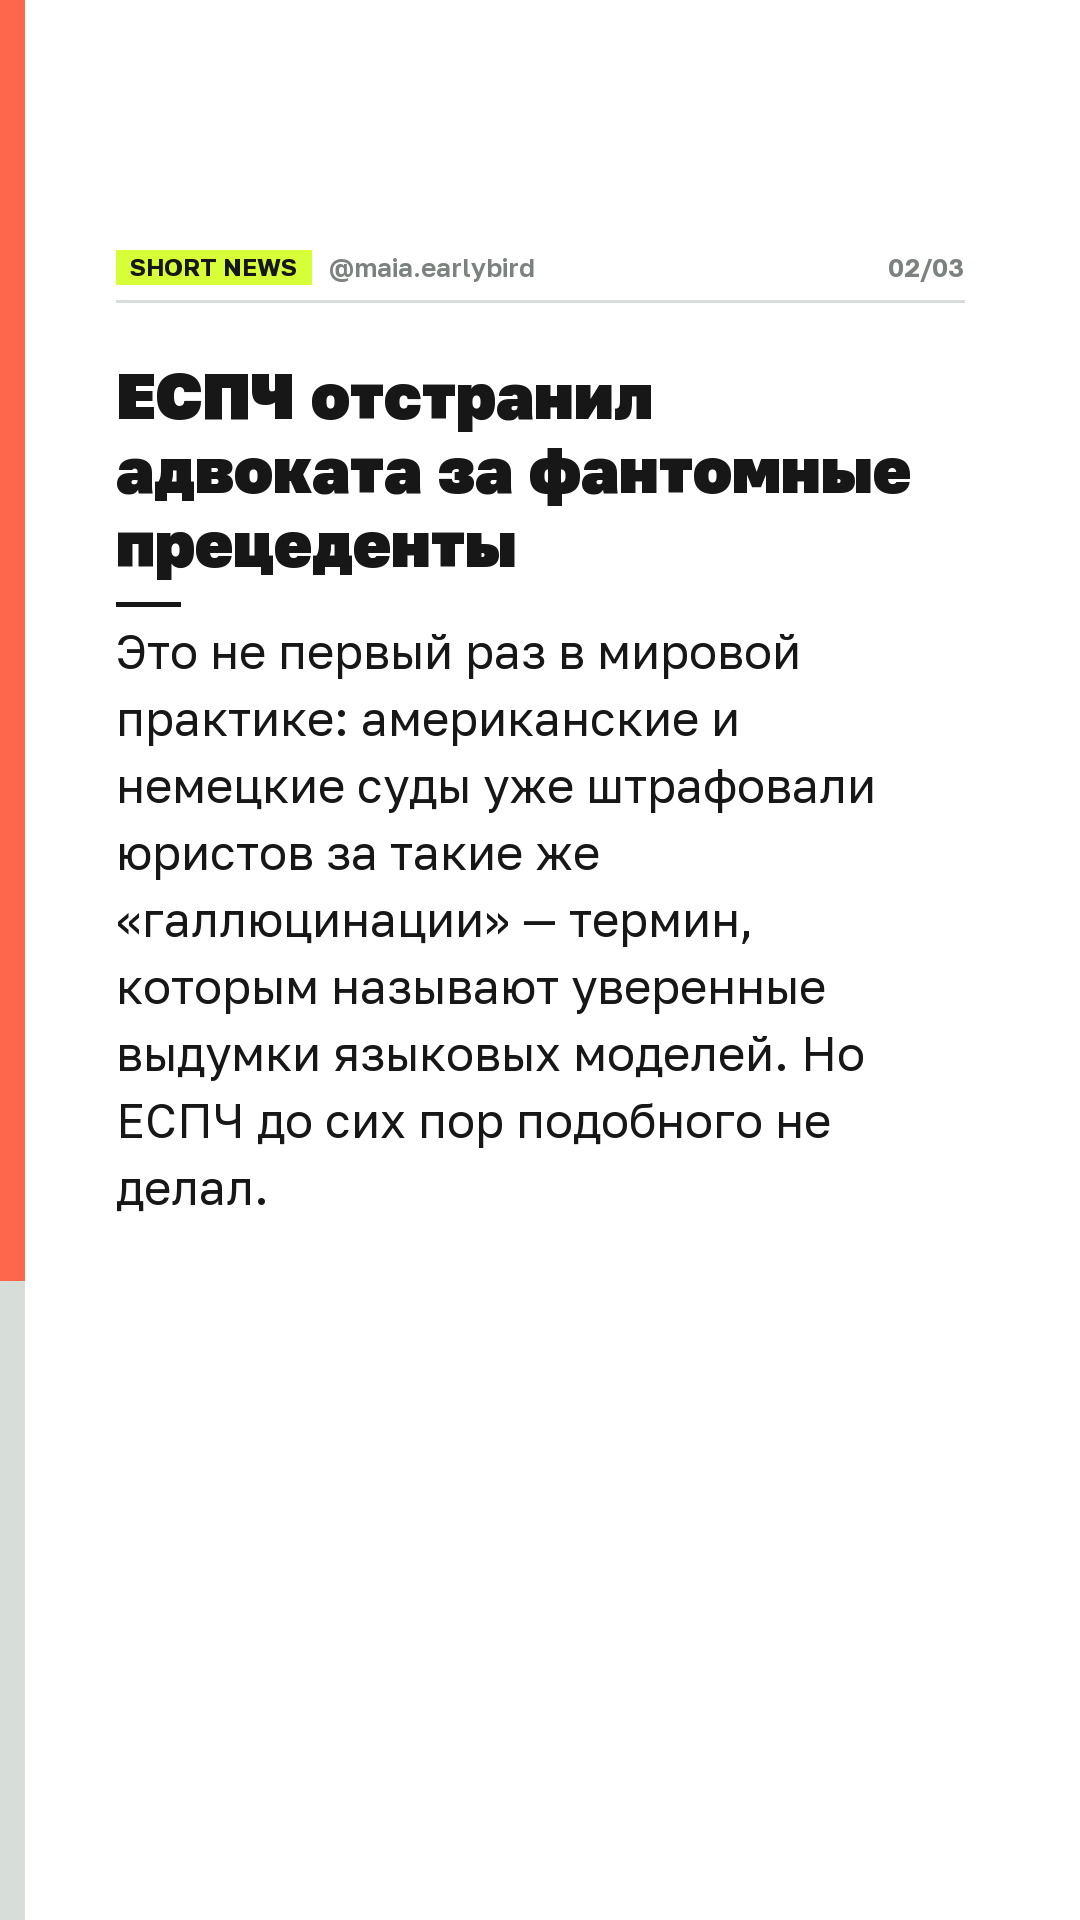 SHORT NEWS @maia.earlybird 02/03
ЕСПЧ отстранил
адвоката за фантомные
прецеденты
Это не первый раз в мировой
практике: американские и
немецкие суды уже штрафовали
юристов за такие же
«галлюцинации» — термин,
которым называют уверенные
выдумки языковых моделей. Но
ЕСПЧ до сих пор подобного не
делал.